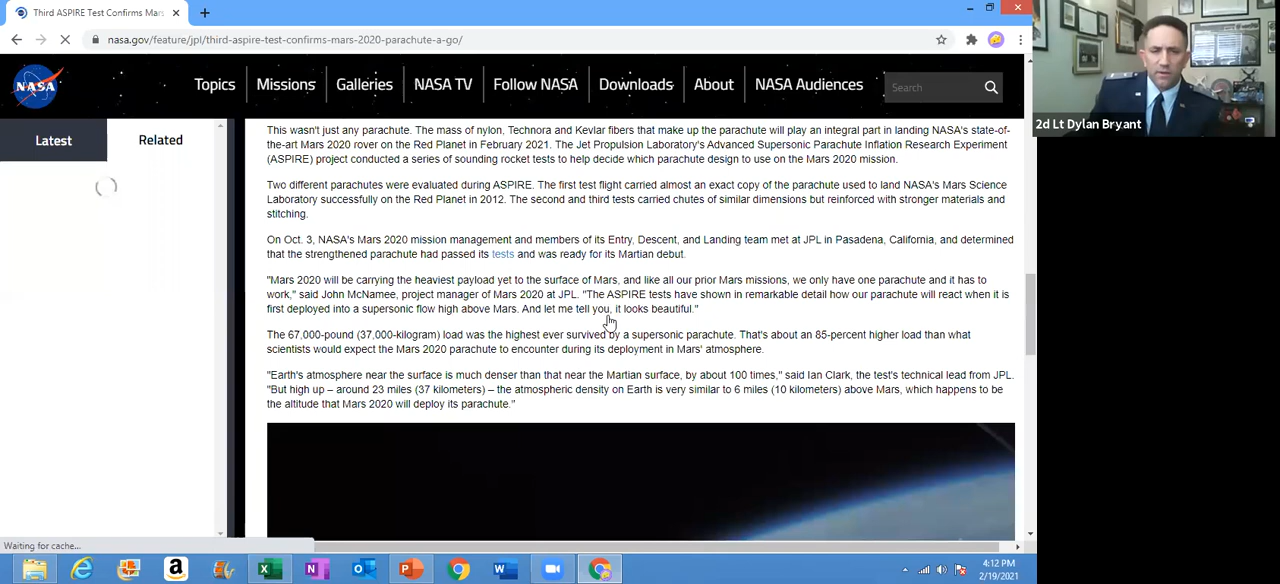 Third ASPIRE Test Confirms Mars
nasa.gov/feature/jpl/third-aspire-test-confirms-mars-2020-parachute-a-go/
2d Lt Dylan Bryant
NASA
Topics
Missions
Galleries
NASA TV
Follow NASA
Downloads
About
NASA Audiences
Search
Latest
Related
This wasn't just any parachute. The mass of nylon, Technora and Kevlar fibers that make up the parachute will play an integral part in landing NASA's state-of-
the-art Mars 2020 rover on the Red Planet in February 2021. The Jet Propulsion Laboratory's Advanced Supersonic Parachute Inflation Research Experiment
(ASPIRE) project conducted a series of sounding rocket tests to help decide which parachute design to use on the Mars 2020 mission.
Two different parachutes were evaluated during ASPIRE. The first test flight carried almost an exact copy of the parachute used to land NASA's Mars Science
Laboratory successfully on the Red Planet in 2012. The second and third tests carried chutes of similar dimensions but reinforced with stronger materials and
stitching.
On Oct. 3, NASA's Mars 2020 mission management and members of its Entry, Descent, and Landing team met at JPL in Pasadena, California, and determined
that the strengthened parachute had passed its tests and was ready for its Martian debut.
"Mars 2020 will be carrying the heaviest payload yet to the surface of Mars, and like all our prior Mars missions, we only have one parachute and it has to
work," said John McNamee, project manager of Mars 2020 at JPL. "The ASPIRE tests have shown in remarkable detail how our parachute will react when it is
first deployed into a supersonic flow high above Mars. And let me tell you, it looks beautiful."
The 67,000-pound (37,000-kilogram) load was the highest ever survived by a supersonic parachute. That's about an 85-percent higher load than what
scientists would expect the Mars 2020 parachute to encounter during its deployment in Mars' atmosphere.
"Earth's atmosphere near the surface is much denser than that near the Martian surface, by about 100 times," said Ian Clark, the test's technical lead from JPL.
"But high up – around 23 miles (37 kilometers) – the atmospheric density on Earth is very similar to 6 miles (10 kilometers) above Mars, which happens to be
the altitude that Mars 2020 will deploy its parachute."
Waiting for cache...
4:12 PM
2/19/2021